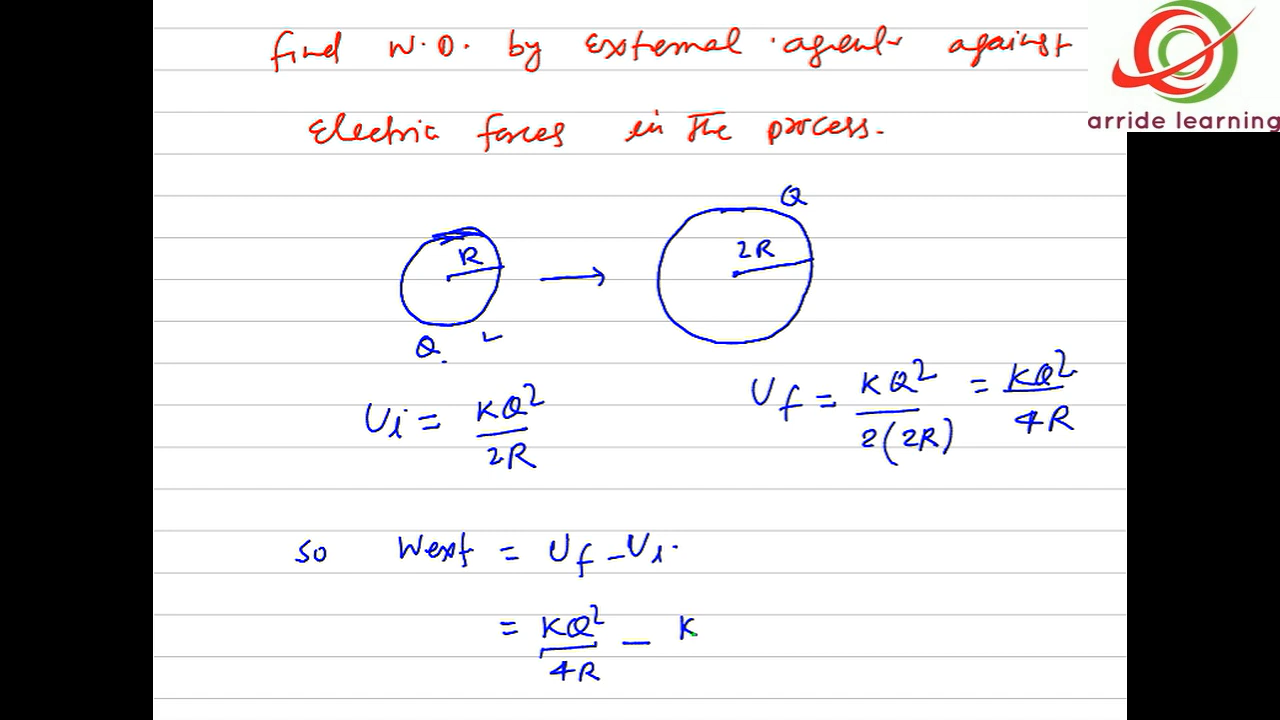 find W.D. by external agent against
arride learning
Electric forces in the process.
Q
R
2R
Q.
Ui = KQ²/2R
Uf = KQ²/2(2R) = KQ²/4R
So Wext = Uf - Ui.
= KQ²/4R - K